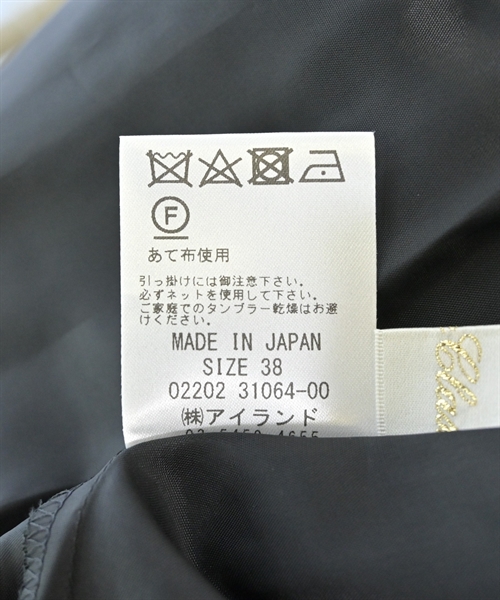 F
あて布使用
引っ掛けには御注意下さい。
必ずネットを使用して下さい。
ご家庭でのタンブラー乾燥はお避
けください。
MADE IN JAPAN
SIZE 38
02202 31064-00
㈱アイランド